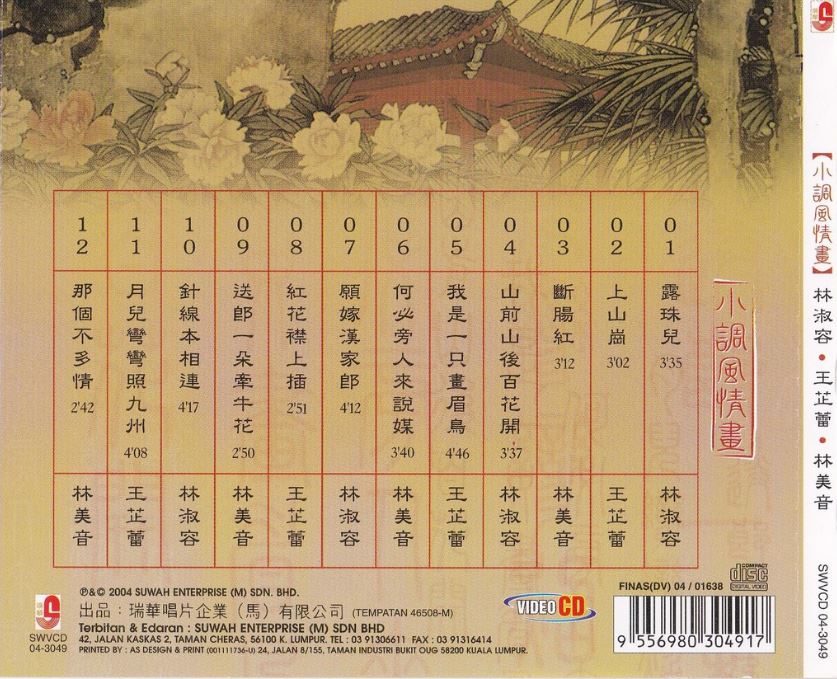 小調風情畫
01 露珠兒 3'35 林淑容
02 上山崗 3'02 王芷蕾
03 斷腸紅 3'12 林美音
04 山前山後百花開 3'37 林淑容
05 我是一只畫眉鳥 4'46 王芷蕾
06 何必旁人來說媒 3'40 林美音
07 願嫁漢家郎 4'12 林淑容
08 紅花襟上插 2'51 王芷蕾
09 送郎一朵牽牛花 2'50 林美音
10 針線本相連 4'17 林淑容
11 月兒彎彎照九州 4'08 王芷蕾
12 那個不多情 2'42 林美音
【小調風情畫】林淑容•王芷蕾•林美音
SWVCD 04-3049
SWVCD
04-3049
℗&© 2004 SUWAH ENTERPRISE (M) SDN. BHD.
出品：瑞華唱片企業（馬）有限公司 (TEMPATAN 46508-M)
Terbitan & Edaran : SUWAH ENTERPRISE (M) SDN BHD
42, JALAN KASKAS 2, TAMAN CHERAS, 56100 K. LUMPUR. TEL : 03 91306611 FAX : 03 91316414
PRINTED BY : AS DESIGN & PRINT (001111736-U) 24, JALAN 8/155, TAMAN INDUSTRI BUKIT OUG 58200 KUALA LUMPUR.
VIDEO CD
FINAS(DV) 04 / 01638
COMPACT
disc
DIGITAL VIDEO
9 556980 304917